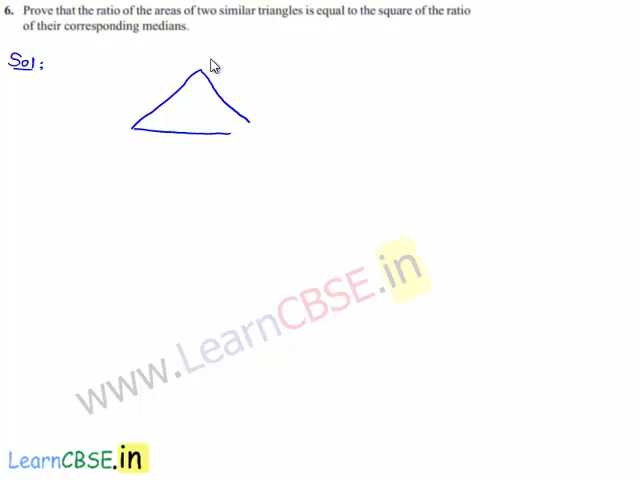 6. Prove that the ratio of the areas of two similar triangles is equal to the square of the ratio
of their corresponding medians.
Sol:
www.LearnCBSE.in
LearnCBSE.in